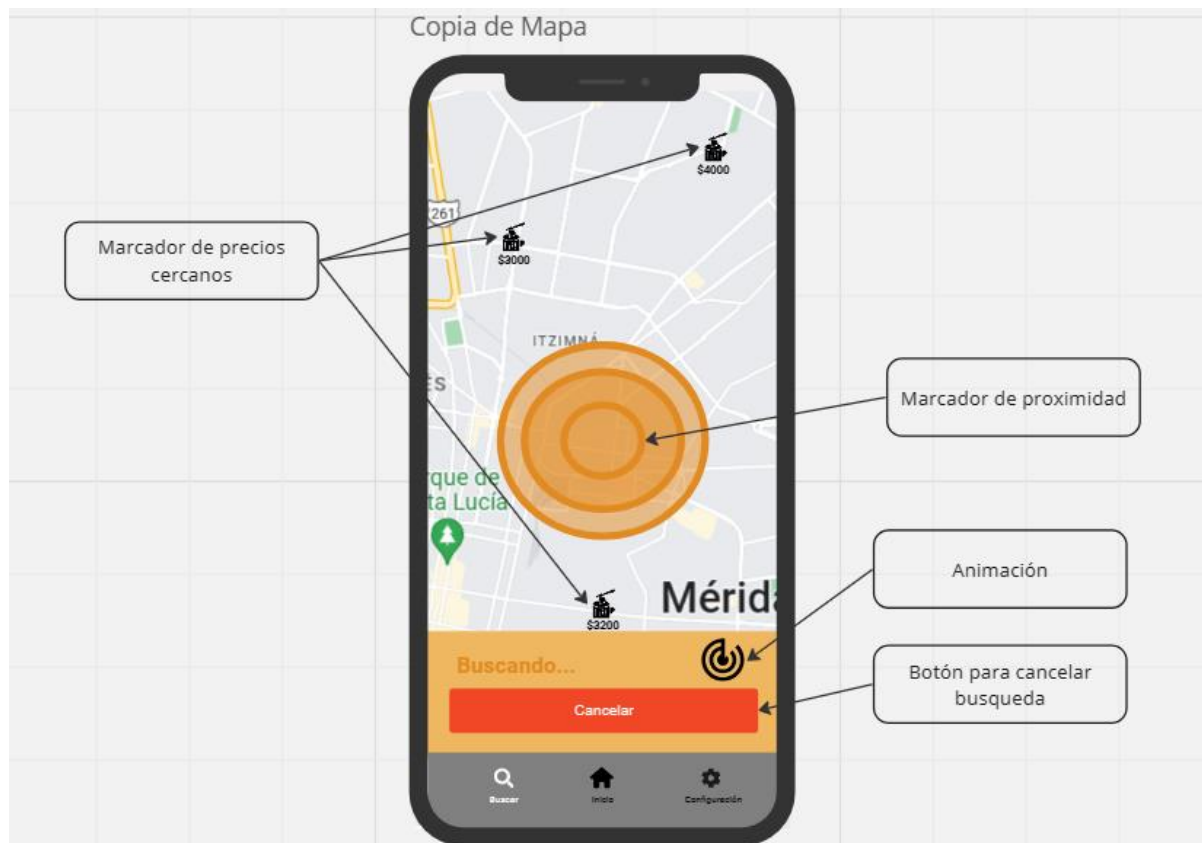 Copia de Mapa
$4000
261
Marcador de precios
cercanos
$3000
ITZIMNÁ
ES
Marcador de proximidad
rque de
ta Lucía
Animación
Mérida
$3200
Buscando...
Botón para cancelar
busqueda
Cancelar
Buscar
Inicio
Configuración